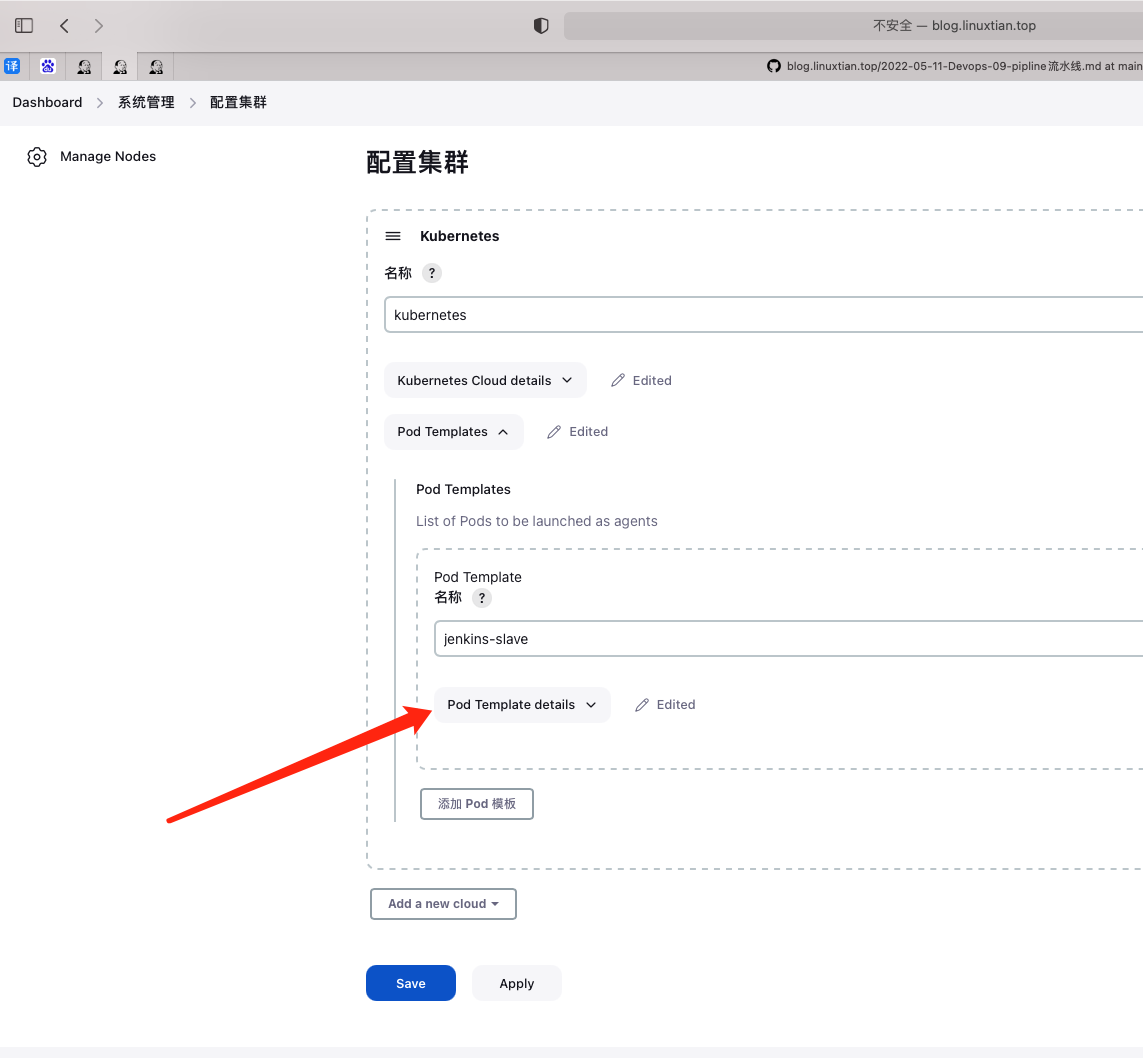 不安全 — blog.linuxtian.top
译
blog.linuxtian.top/2022-05-11-Devops-09-pipline流水线.md at main
Dashboard 系统管理 配置集群
Manage Nodes
配置集群
Kubernetes
名称 ?
kubernetes
Kubernetes Cloud details Edited
Pod Templates Edited
Pod Templates
List of Pods to be launched as agents
Pod Template
名称 ?
jenkins-slave
Pod Template details Edited
添加 Pod 模板
Add a new cloud
Save Apply